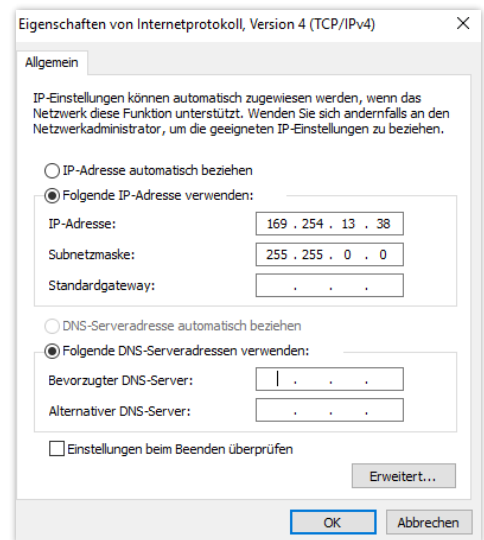 Eigenschaften von Internetprotokoll, Version 4 (TCP/IPv4)
Allgemein
IP-Einstellungen können automatisch zugewiesen werden, wenn das
Netzwerk diese Funktion unterstützt. Wenden Sie sich andernfalls an den
Netzwerkadministrator, um die geeigneten IP-Einstellungen zu beziehen.
IP-Adresse automatisch beziehen
Folgende IP-Adresse verwenden:
IP-Adresse: 169 . 254 . 13 . 38
Subnetzmaske: 255 . 255 . 0 . 0
Standardgateway: . . .
DNS-Serveradresse automatisch beziehen
Folgende DNS-Serveradressen verwenden:
Bevorzugter DNS-Server: . . .
Alternativer DNS-Server: . . .
Einstellungen beim Beenden überprüfen
Erweitert...
OK Abbrechen